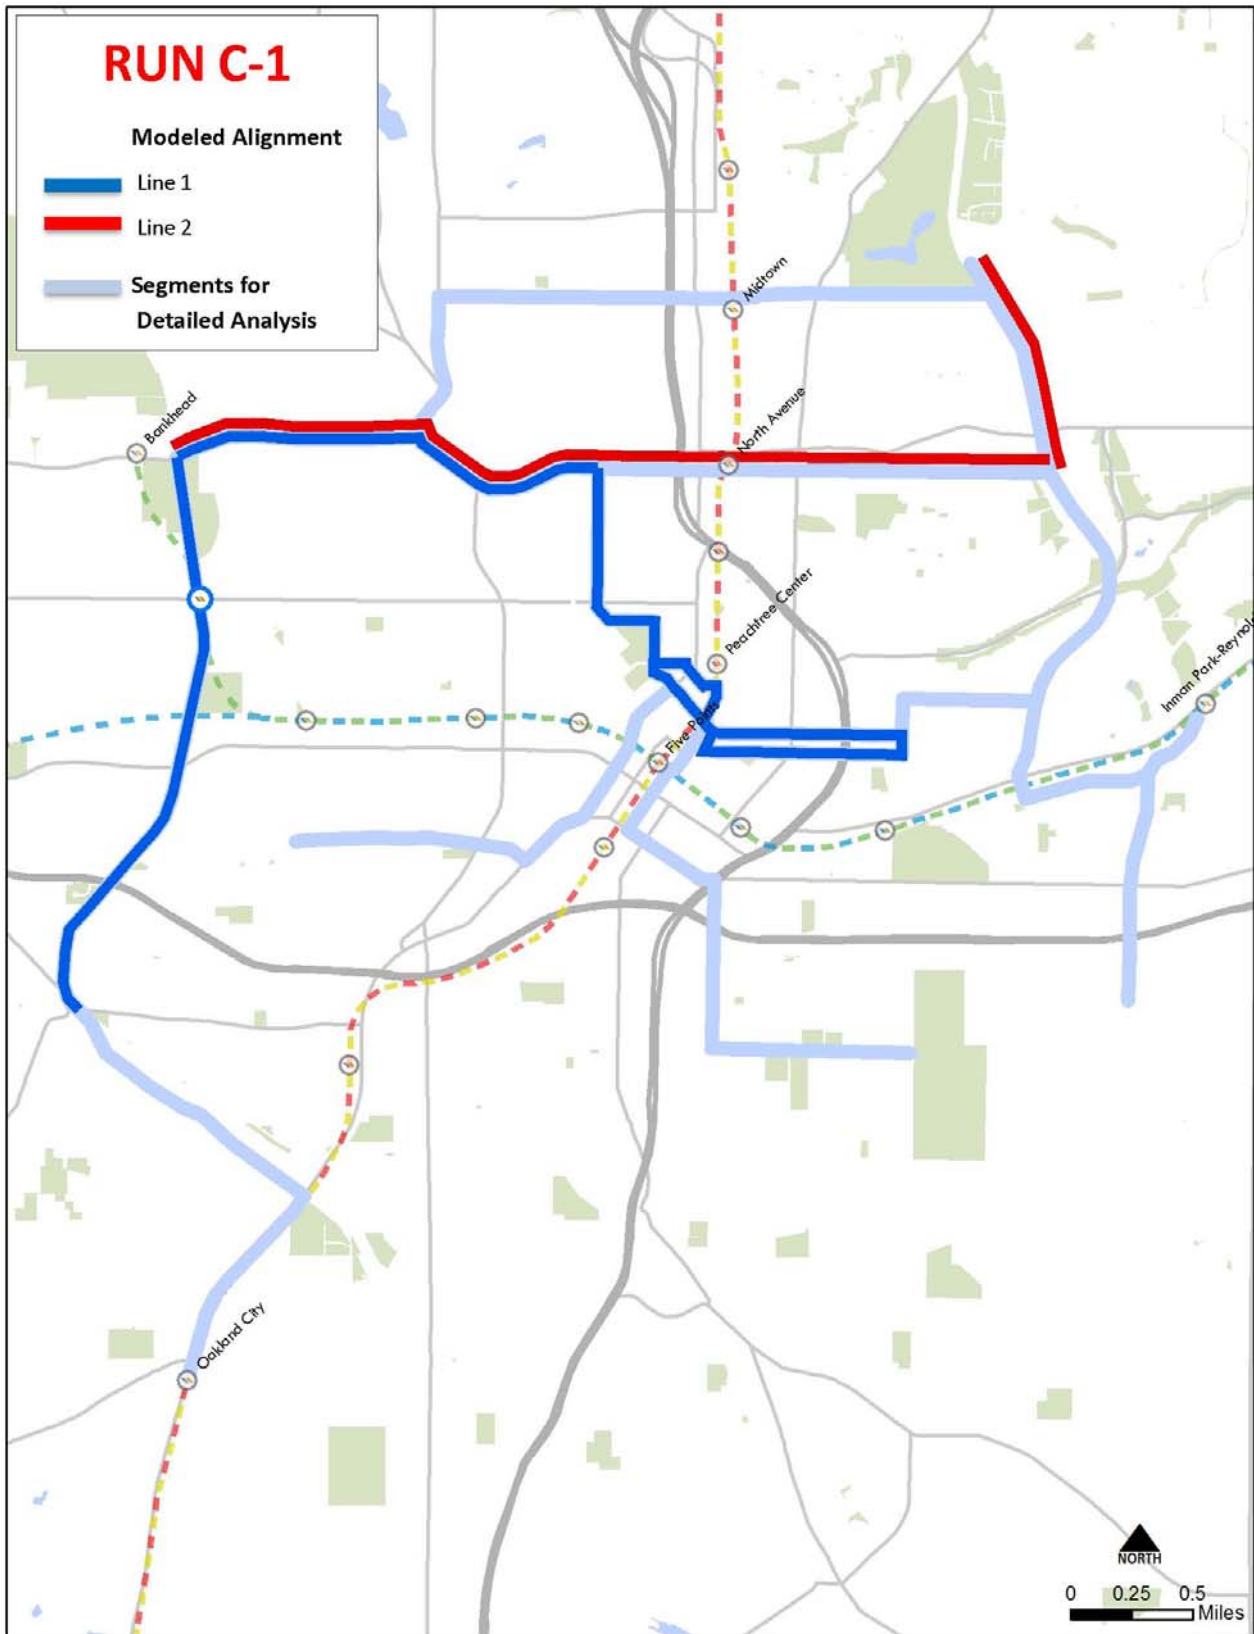 RUN C-1
Modeled Alignment
Line 1
Line 2
Segments for
Detailed Analysis
Midtown
Bankhead
North Avenue
Peachtree Center
Inman Park-Reynold
Five Points
Oakland City
NORTH
0 0.25 0.5
Miles